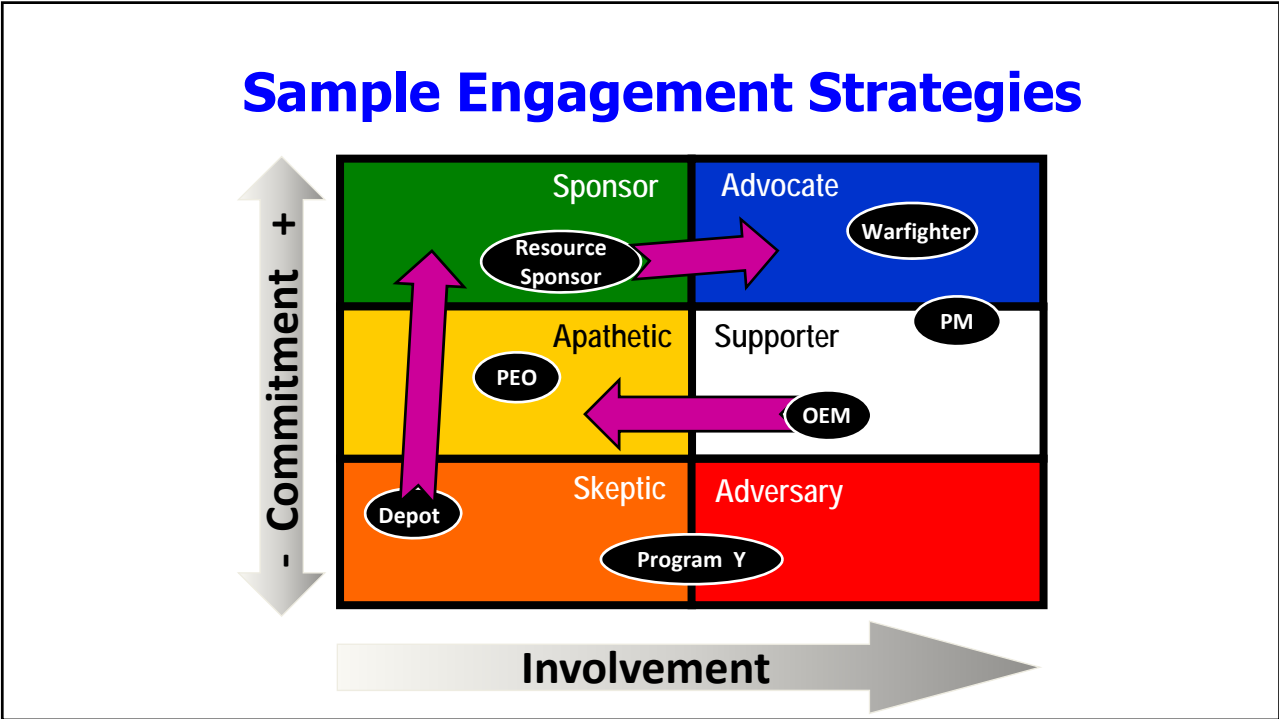 Sample Engagement Strategies
- Commitment +
Sponsor
Advocate
Resource
Sponsor
Warfighter
PM
Apathetic
Supporter
PEO
OEM
Skeptic
Adversary
Depot
Program Y
Involvement